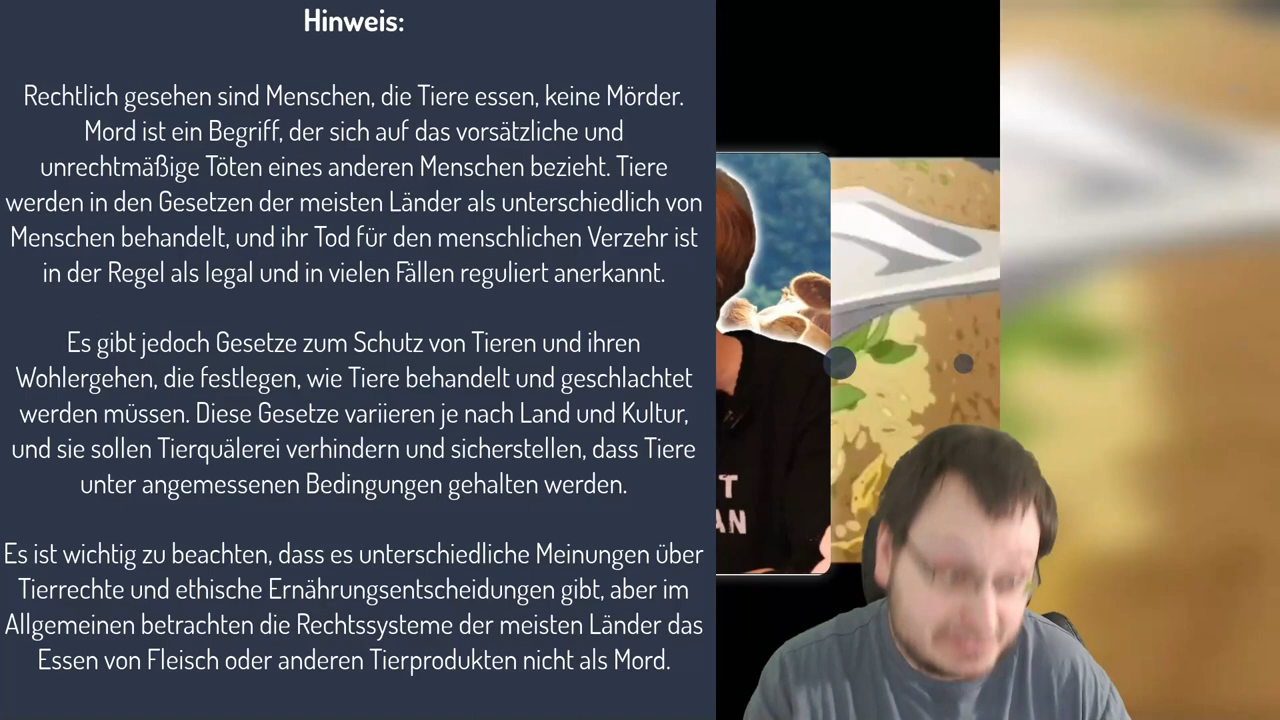 Hinweis:
Rechtlich gesehen sind Menschen, die Tiere essen, keine Mörder.
Mord ist ein Begriff, der sich auf das vorsätzliche und
unrechtmäßige Töten eines anderen Menschen bezieht. Tiere
werden in den Gesetzen der meisten Länder als unterschiedlich von
Menschen behandelt, und ihr Tod für den menschlichen Verzehr ist
in der Regel als legal und in vielen Fällen reguliert anerkannt.
Es gibt jedoch Gesetze zum Schutz von Tieren und ihren
Wohlergehen, die festlegen, wie Tiere behandelt und geschlachtet
werden müssen. Diese Gesetze variieren je nach Land und Kultur,
und sie sollen Tierquälerei verhindern und sicherstellen, dass Tiere
unter angemessenen Bedingungen gehalten werden.
Es ist wichtig zu beachten, dass es unterschiedliche Meinungen über
Tierrechte und ethische Ernährungsentscheidungen gibt, aber im
Allgemeinen betrachten die Rechtssysteme der meisten Länder das
Essen von Fleisch oder anderen Tierprodukten nicht als Mord.
T
AN